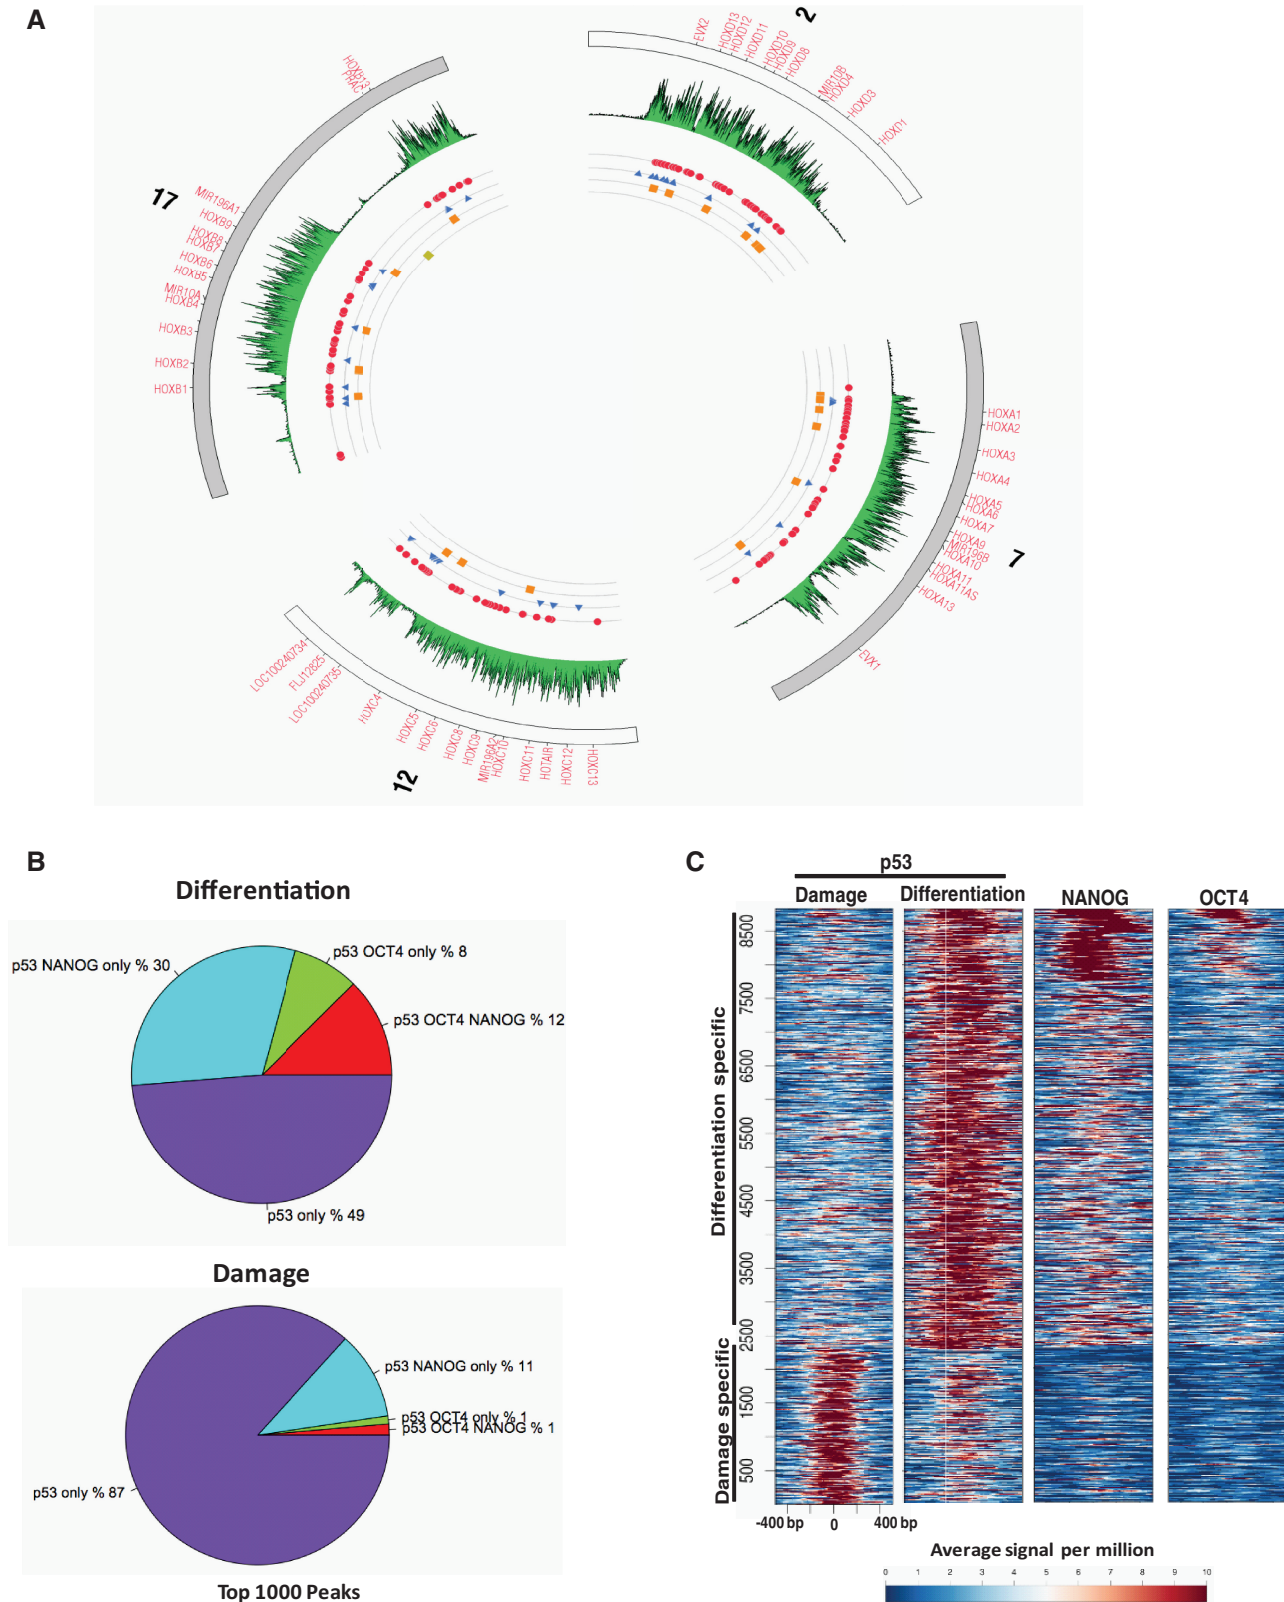 A
2
EVX2
HOXD13
HOXD12
HOXD11
HOXD10
HOXD9
HOXD8
MIR10B
HOXD4
HOXD3
HOXD1
HOXB13
PRAC
17
MIR196A1
HOXB9
HOXB8
HOXB7
HOXB6
HOXB5
MIR10A
HOXB4
HOXB3
HOXB2
HOXB1
HOXA1
HOXA2
HOXA3
HOXA4
HOXA5
HOXA6
HOXA7
HOXA9
MIR196B
HOXA10
HOXA11
HOXA11AS
HOXA13
EVX1
7
LOC100240734
FLJ12825
LOC100240735
HOXC4
HOXC5
HOXC6
HOXC8
HOXC9
MIR196A2
HOXC10
HOXC11
HOTAIR
HOXC12
HOXC13
12
B
Differentiation
p53 NANOG only % 30
p53 OCT4 only % 8
p53 OCT4 NANOG % 12
p53 only % 49
Damage
p53 NANOG only % 11
p53 OCT4 only % 1
p53 OCT4 NANOG % 1
p53 only % 87
Top 1000 Peaks
C
p53
Damage Differentiation NANOG OCT4
Differentiation specific
Damage specific
8500
7500
6500
5500
4500
3500
2500
1500
500
-400 bp 0 400 bp
Average signal per million
0 1 2 3 4 5 6 7 8 9 10